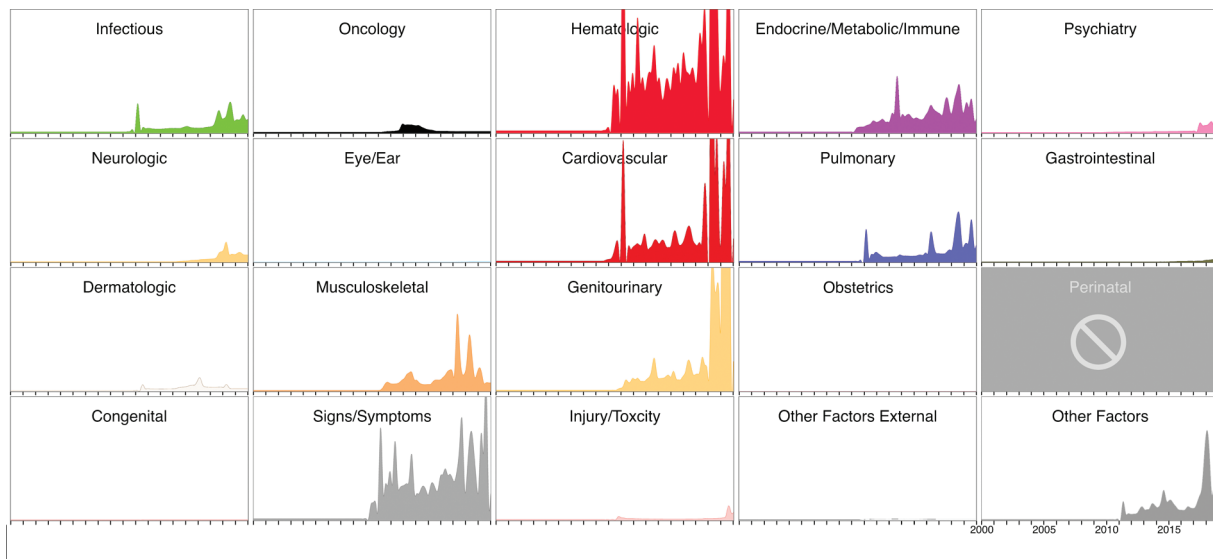 Infectious
Oncology
Hematologic
Endocrine/Metabolic/Immune
Psychiatry
Neurologic
Eye/Ear
Cardiovascular
Pulmonary
Gastrointestinal
Dermatologic
Musculoskeletal
Genitourinary
Obstetrics
Perinatal
Congenital
Signs/Symptoms
Injury/Toxcity
Other Factors External
Other Factors
2000 2005 2010 2015